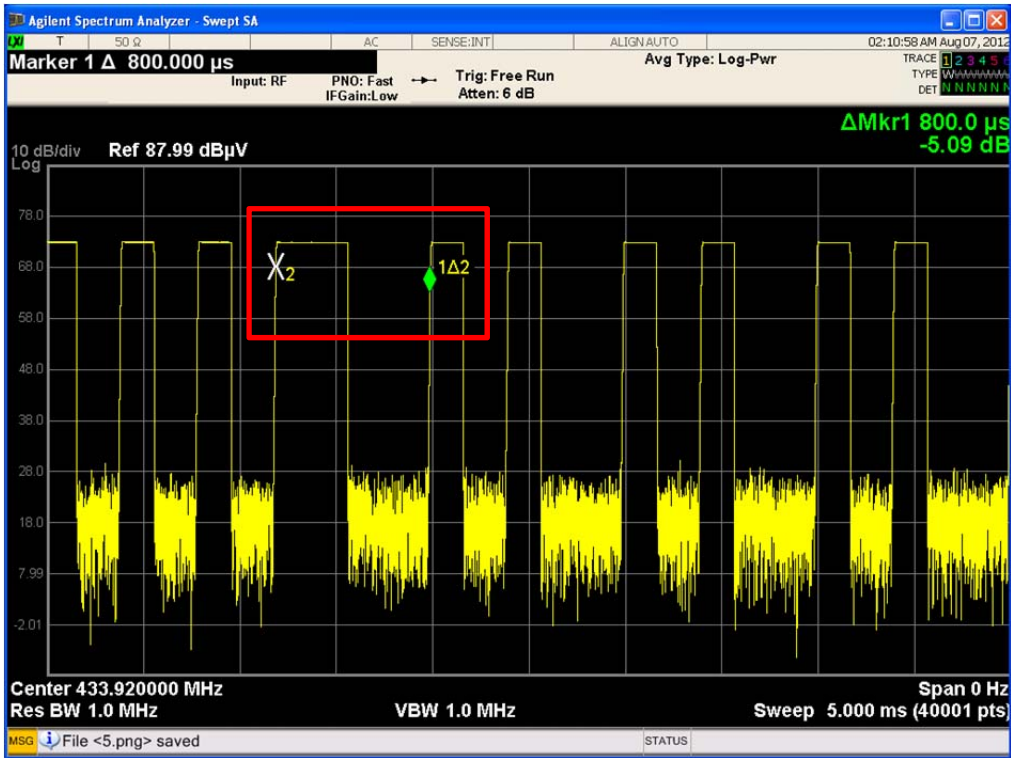 Agilent Spectrum Analyzer - Swept SA
LXI T 50 Ω AC SENSE:INT ALIGN AUTO 02:10:58 AM Aug 07, 2012
Marker 1 Δ 800.000 µs
Avg Type: Log-Pwr
TRACE 1 2 3 4 5 6
Input: RF PNO: Fast Trig: Free Run
TYPE
IFGain:Low Atten: 6 dB
DET N N N N N N
ΔMkr1 800.0 µs
-5.09 dB
10 dB/div Ref 87.99 dBµV
Log
78.0
68.0
X2
1Δ2
58.0
48.0
38.0
28.0
18.0
7.99
-2.01
Center 433.920000 MHz Span 0 Hz
Res BW 1.0 MHz VBW 1.0 MHz Sweep 5.000 ms (40001 pts)
MSG File <5.png> saved STATUS